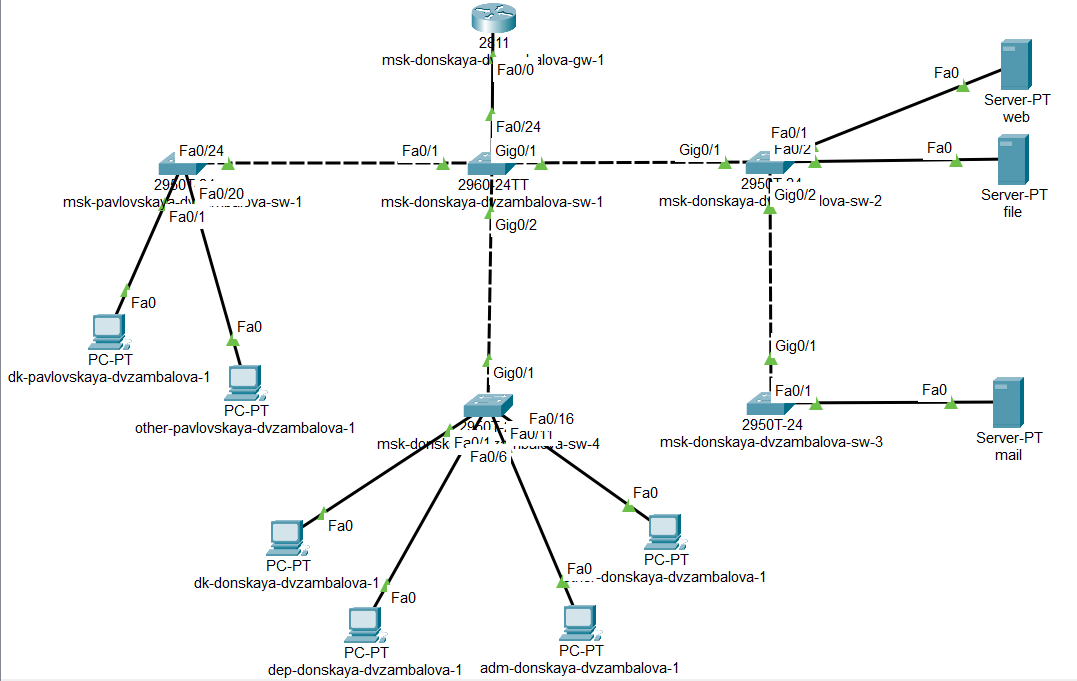 2811
Fa0/0
Fa0/24
Fa0
Server-PT
web
Fa0/24
Fa0/1
Gig0/1
Gig0/1
Fa0/1
Fa0/2
Fa0
Server-PT
file
Fa0/20
Fa0/1
2960-24TT
msk-donskaya-dvzambalova-sw-1
Gig0/2
Gig0/2
Fa0
PC-PT
dk-pavlovskaya-dvzambalova-1
Fa0
PC-PT
other-pavlovskaya-dvzambalova-1
Gig0/1
Gig0/1
Fa0/1
2950T-24
msk-donskaya-dvzambalova-sw-3
Fa0
Server-PT
mail
Fa0/16
Fa0/11
Fa0/1
Fa0/6
Fa0
PC-PT
dk-donskaya-dvzambalova-1
Fa0
PC-PT
dep-donskaya-dvzambalova-1
Fa0
PC-PT
adm-donskaya-dvzambalova-1
Fa0
PC-PT